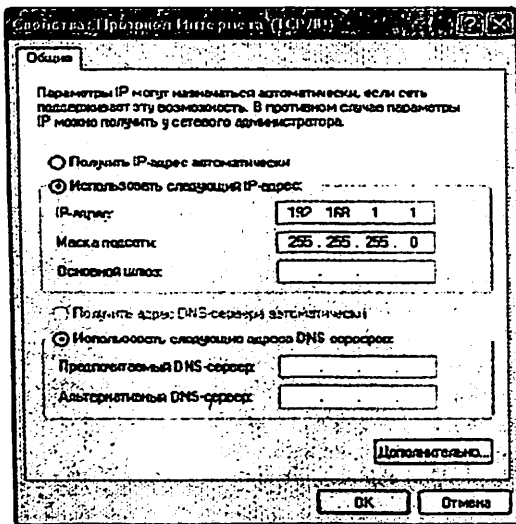 Свойства: Протокол Интернета (TCP/IP)
Общие
Параметры IP могут назначаться автоматически, если сеть
поддерживает эту возможность. В противном случае параметры
IP можно получить у сетевого администратора.
Получить IP-адрес автоматически
Использовать следующий IP-адрес:
IP-адрес: 192 168 1 1
Маска подсети: 255 . 255 . 255 . 0
Основной шлюз: . . .
Получить адрес DNS-сервера автоматически
Использовать следующие адреса DNS-серверов:
Предпочитаемый DNS-сервер: . . .
Альтернативный DNS-сервер: . . .
Дополнительно...
OK Отмена